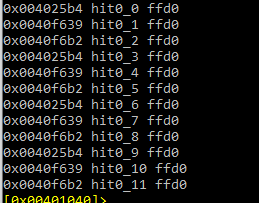 0x004025b4 hit0_0 ffd0
0x0040f639 hit0_1 ffd0
0x0040f6b2 hit0_2 ffd0
0x004025b4 hit0_3 ffd0
0x0040f639 hit0_4 ffd0
0x0040f6b2 hit0_5 ffd0
0x004025b4 hit0_6 ffd0
0x0040f639 hit0_7 ffd0
0x0040f6b2 hit0_8 ffd0
0x004025b4 hit0_9 ffd0
0x0040f639 hit0_10 ffd0
0x0040f6b2 hit0_11 ffd0
[0x00401040]>